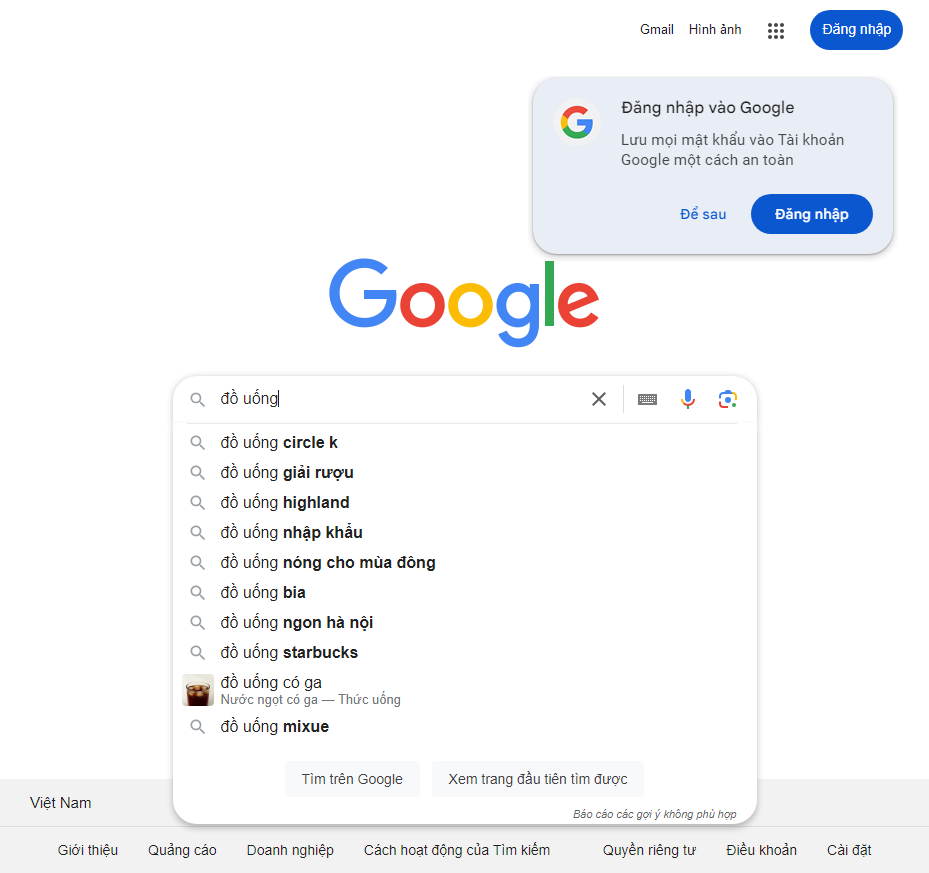 Gmail Hình ảnh Đăng nhập
Đăng nhập vào Google
Lưu mọi mật khẩu vào Tài khoản
Google một cách an toàn
Để sau Đăng nhập
Google
đồ uống
đồ uống circle k
đồ uống giải rượu
đồ uống highland
đồ uống nhập khẩu
đồ uống nóng cho mùa đông
đồ uống bia
đồ uống ngon hà nội
đồ uống starbucks
đồ uống có ga
Nước ngọt có ga — Thức uống
đồ uống mixue
Tìm trên Google Xem trang đầu tiên tìm được
Việt Nam
Báo cáo các gợi ý không phù hợp
Giới thiệu Quảng cáo Doanh nghiệp Cách hoạt động của Tìm kiếm Quyền riêng tư Điều khoản Cài đặt